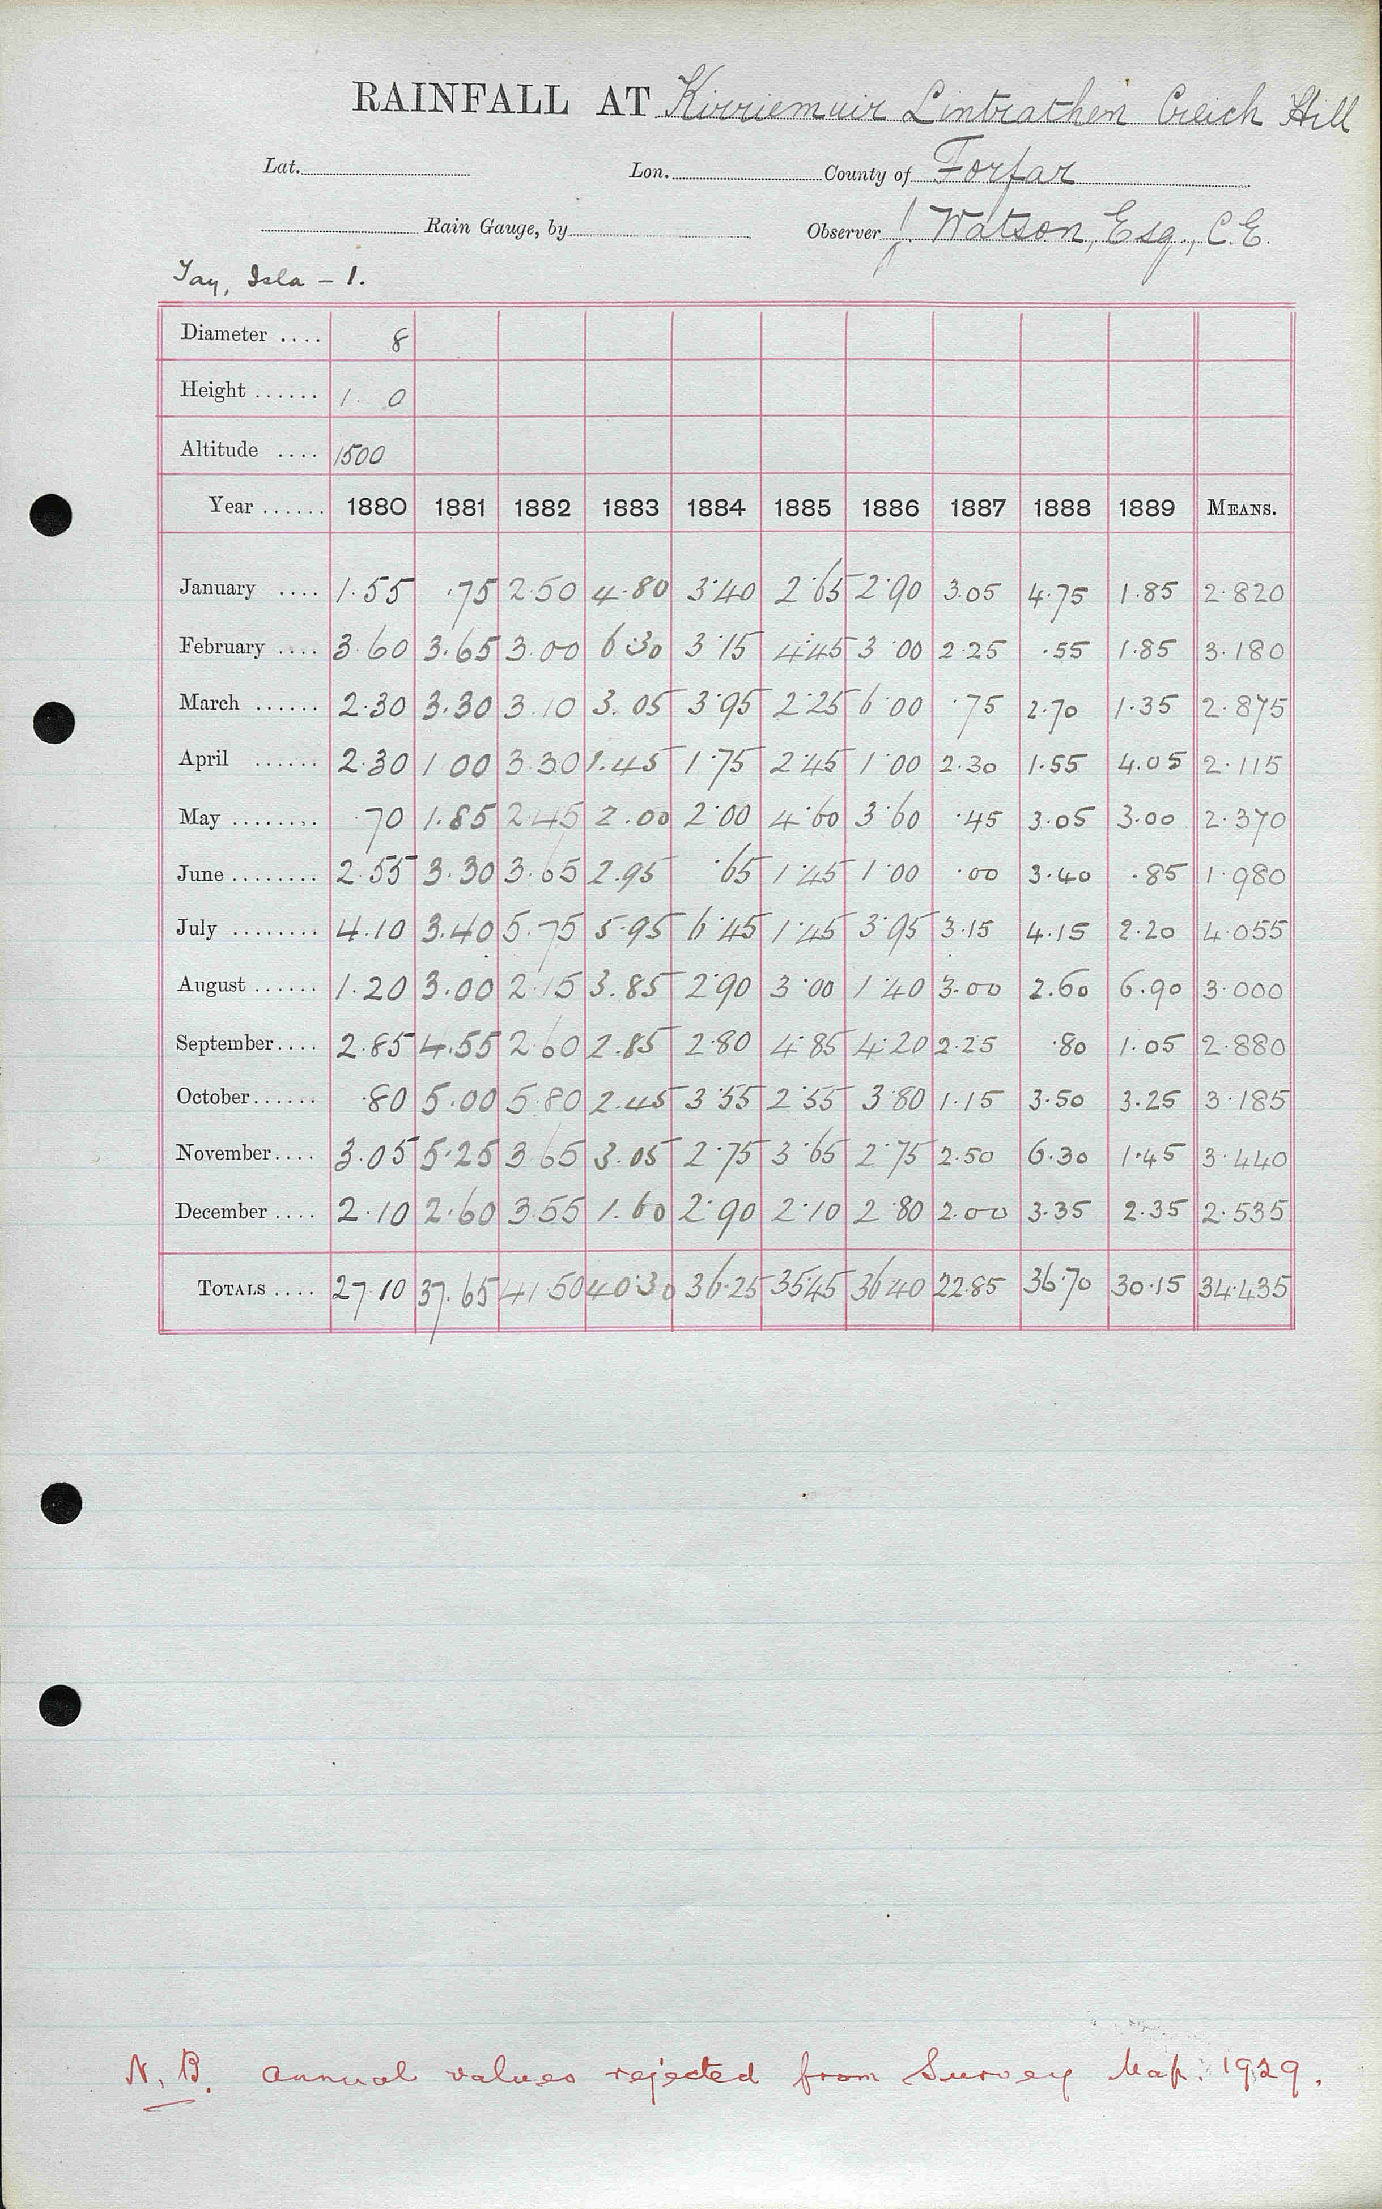 RAINFALL AT Kirriemuir Lintrathen Creich Hill
Lat. Lon. County of Forfar
Rain Gauge, by Observer J. Watson, Esq., C.E.
Tay, Isla - 1.
Diameter .... 8
Height ...... 1. 0
Altitude .... 1500
Year ...... 1880 1881 1882 1883 1884 1885 1886 1887 1888 1889 MEANS.
January .... 1.55 .75 2.50 4.80 3.40 2.65 2.90 3.05 4.75 1.85 2.820
February .... 3.60 3.65 3.00 6.30 3.15 4.45 3.00 2.25 .55 1.85 3.180
March ...... 2.30 3.30 3.10 3.05 3.95 2.25 6.00 .75 2.70 1.35 2.875
April ...... 2.30 1.00 3.30 1.45 1.75 2.45 1.00 2.30 1.55 4.05 2.115
May ........ .70 1.85 2.45 2.00 2.00 4.60 3.60 .45 3.05 3.00 2.370
June ........ 2.55 3.30 3.65 2.95 .65 1.45 1.00 .00 3.40 .85 1.980
July ........ 4.10 3.40 5.75 5.95 6.45 1.45 3.95 3.15 4.15 2.20 4.055
August ...... 1.20 3.00 2.15 3.85 2.90 3.00 1.40 3.00 2.60 6.90 3.000
September.... 2.85 4.55 2.60 2.85 2.80 4.85 4.20 2.25 .80 1.05 2.880
October...... .80 5.00 5.80 2.45 3.55 2.55 3.80 1.15 3.50 3.25 3.185
November.... 3.05 5.25 3.65 3.05 2.75 3.65 2.75 2.50 6.30 1.45 3.440
December .... 2.10 2.60 3.55 1.60 2.90 2.10 2.80 2.00 3.35 2.35 2.535
TOTALS .... 27.10 37.65 41.50 40.30 36.25 35.45 36.40 22.85 36.70 30.15 34.435
N.B. annual values rejected from Survey Map. 1929.